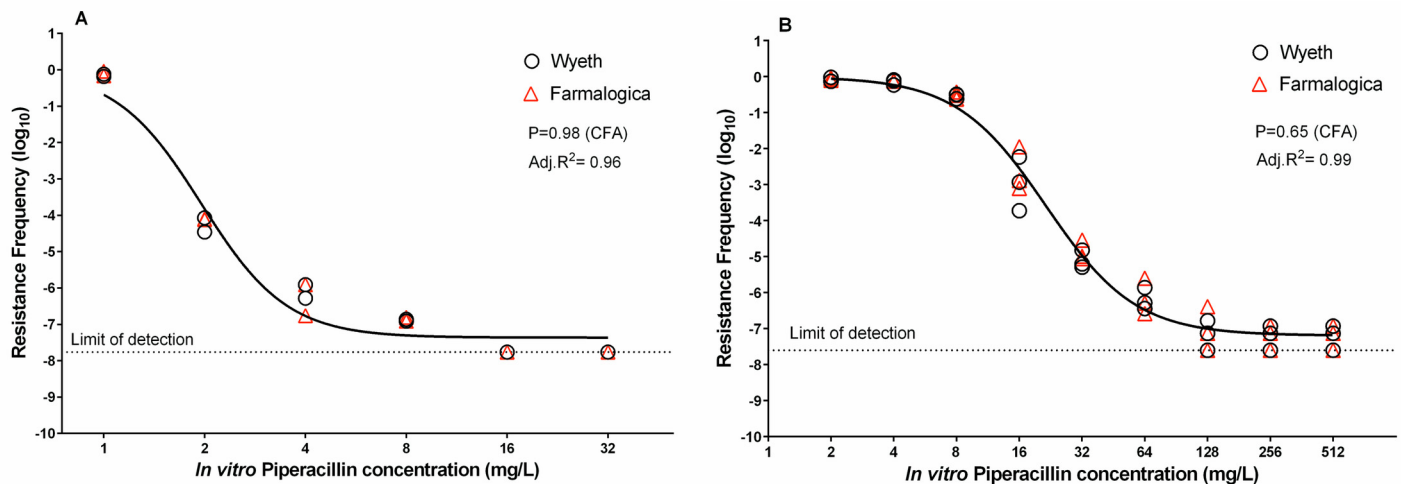 A
Resistance Frequency (log10)
1
0
-1
-2
-3
-4
-5
-6
-7
-8
-9
-10
Wyeth
Farmalogica
P=0.98 (CFA)
Adj.R²= 0.96
Limit of detection
1 2 4 8 16 32
In vitro Piperacillin concentration (mg/L)
B
Resistance Frequency (log10)
1
0
-1
-2
-3
-4
-5
-6
-7
-8
-9
-10
Wyeth
Farmalogica
P=0.65 (CFA)
Adj.R²= 0.99
Limit of detection
1 2 4 8 16 32 64 128 256 512
In vitro Piperacillin concentration (mg/L)